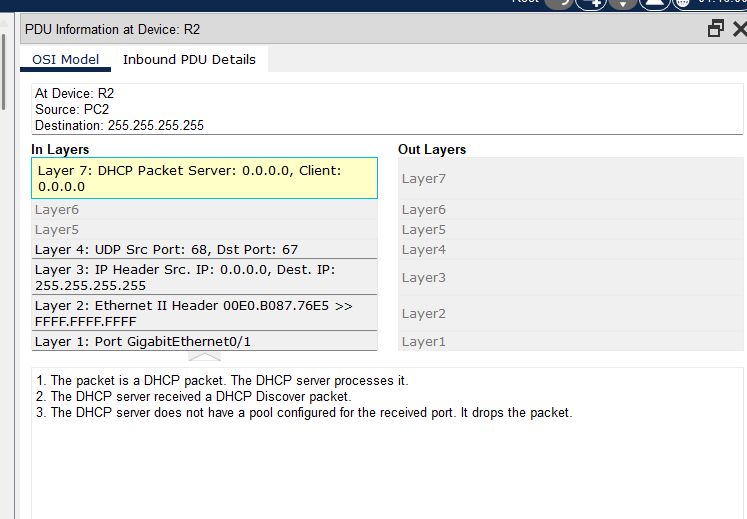 PDU Information at Device: R2
OSI Model Inbound PDU Details
At Device: R2
Source: PC2
Destination: 255.255.255.255
In Layers Out Layers
Layer 7: DHCP Packet Server: 0.0.0.0, Client:
0.0.0.0
Layer7
Layer6 Layer6
Layer5 Layer5
Layer 4: UDP Src Port: 68, Dst Port: 67 Layer4
Layer 3: IP Header Src. IP: 0.0.0.0, Dest. IP:
255.255.255.255
Layer3
Layer 2: Ethernet II Header 00E0.B087.76E5 >>
FFFF.FFFF.FFFF
Layer2
Layer 1: Port GigabitEthernet0/1 Layer1
1. The packet is a DHCP packet. The DHCP server processes it.
2. The DHCP server received a DHCP Discover packet.
3. The DHCP server does not have a pool configured for the received port. It drops the packet.